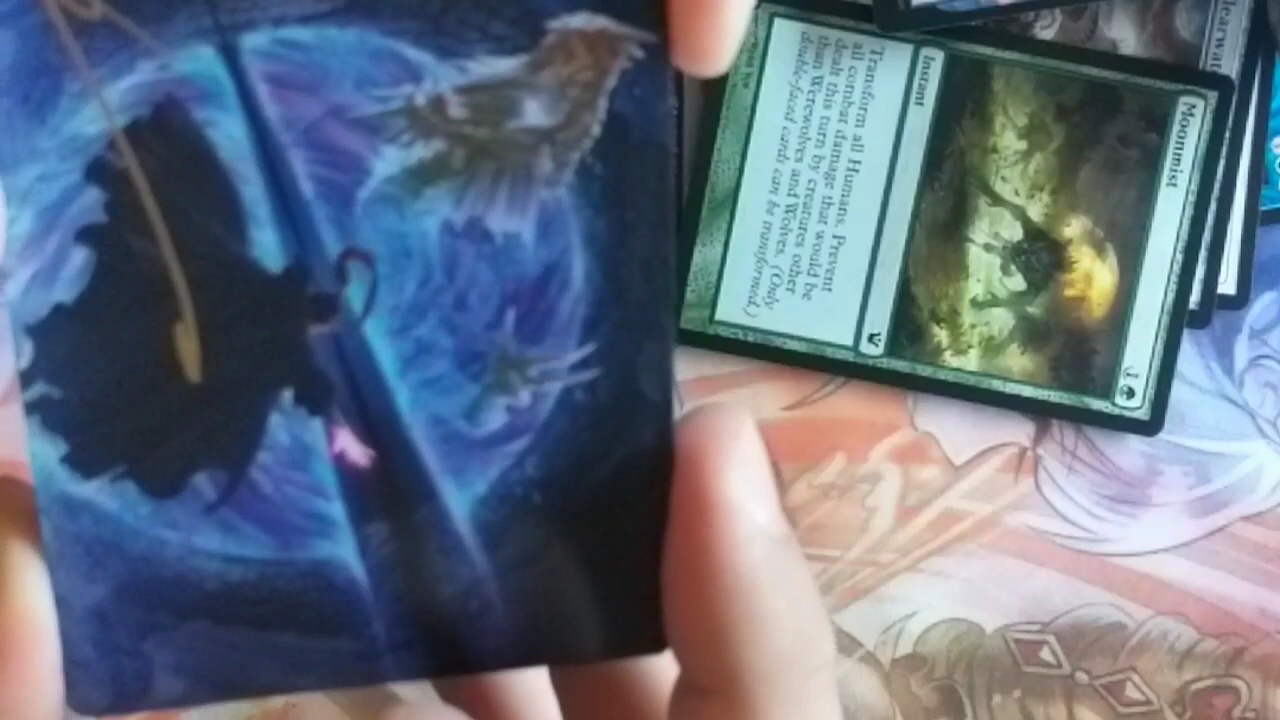 Moonmist
Instant
Transform all Humans. Prevent
all combat damage that would be
dealt this turn by creatures other
than Werewolves and Wolves. (Only
double-faced cards can be transformed.)